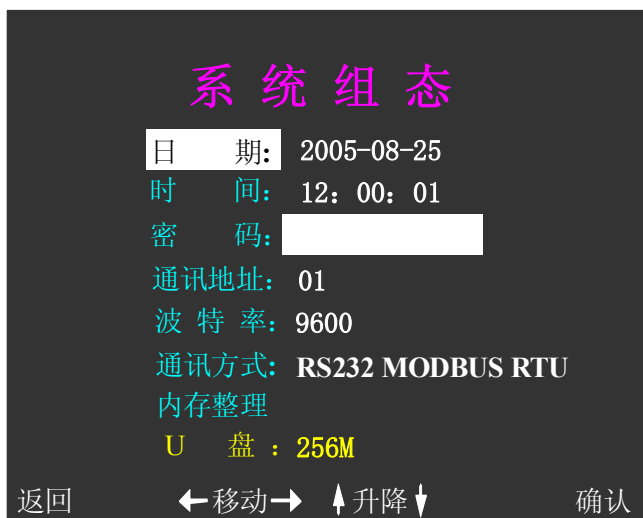 系统组态
日期: 2005-08-25
时间: 12: 00: 01
密码:
通讯地址: 01
波特率: 9600
通讯方式: RS232 MODBUS RTU
内存整理
U盘: 256M
返回 ←移动→ ↑升降↓ 确认